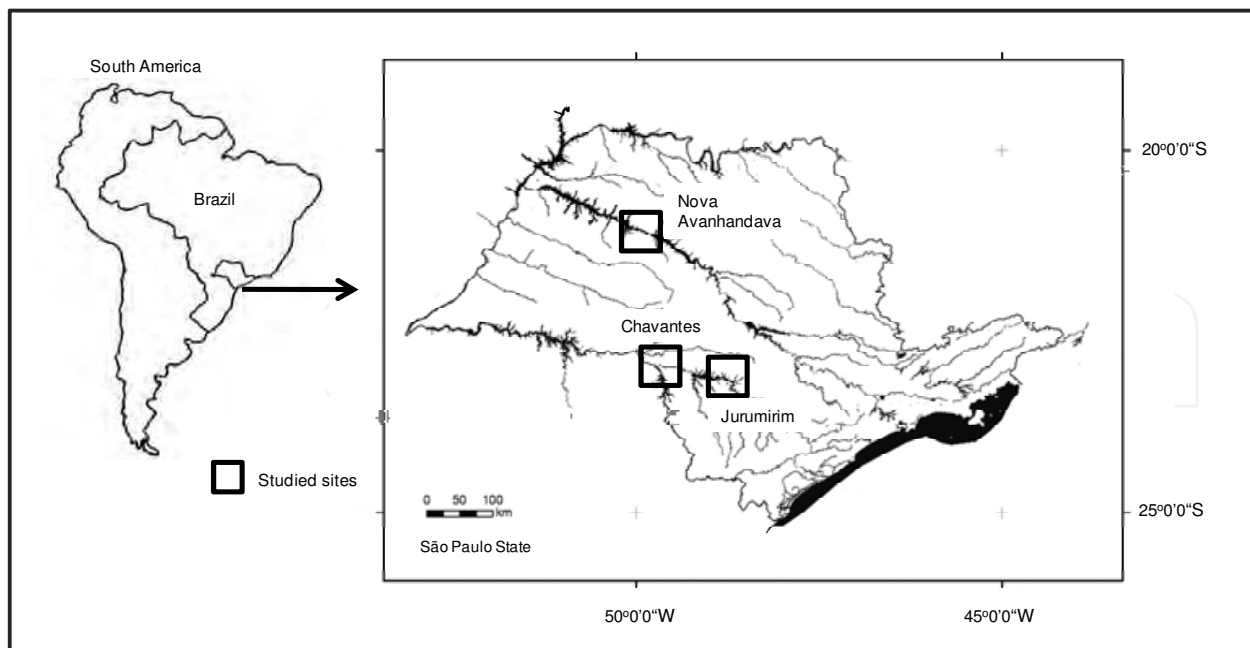 South America
Brazil
Studied sites
Nova
Avanhandava
Chavantes
Jurumirim
0 50 100
km
São Paulo State
20º0'0“S
25º0'0“S
50º0'0“W
45º0'0“W